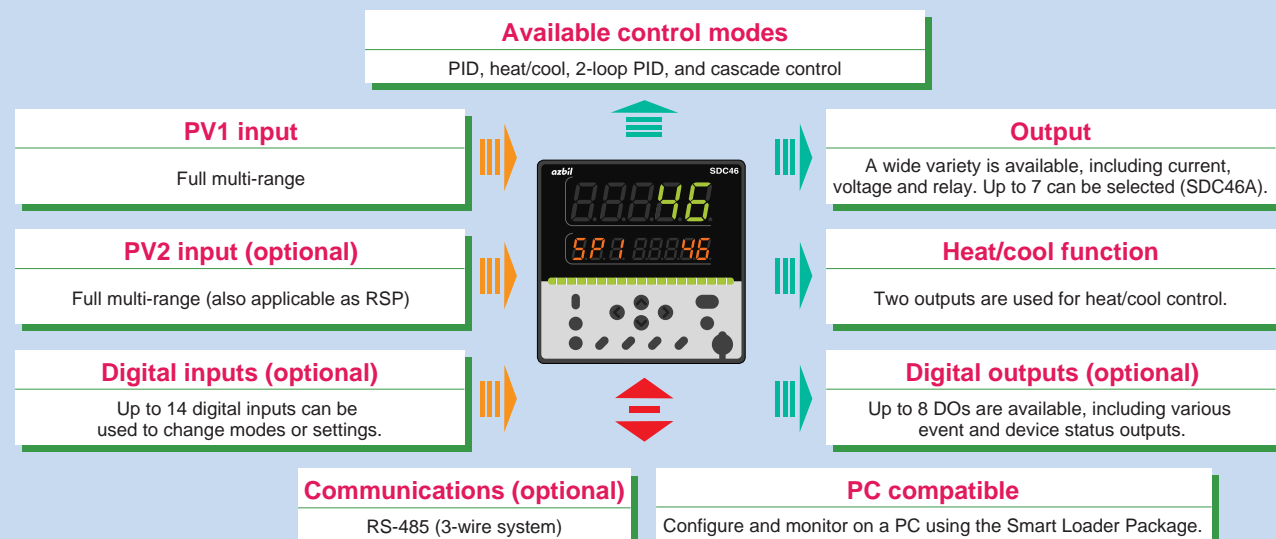 Available control modes
PID, heat/cool, 2-loop PID, and cascade control
PV1 input
Full multi-range
PV2 input (optional)
Full multi-range (also applicable as RSP)
Digital inputs (optional)
Up to 14 digital inputs can be
used to change modes or settings.
azbil
SDC46
46
SP1 46
Output
A wide variety is available, including current,
voltage and relay. Up to 7 can be selected (SDC46A).
Heat/cool function
Two outputs are used for heat/cool control.
Digital outputs (optional)
Up to 8 DOs are available, including various
event and device status outputs.
Communications (optional)
RS-485 (3-wire system)
PC compatible
Configure and monitor on a PC using the Smart Loader Package.